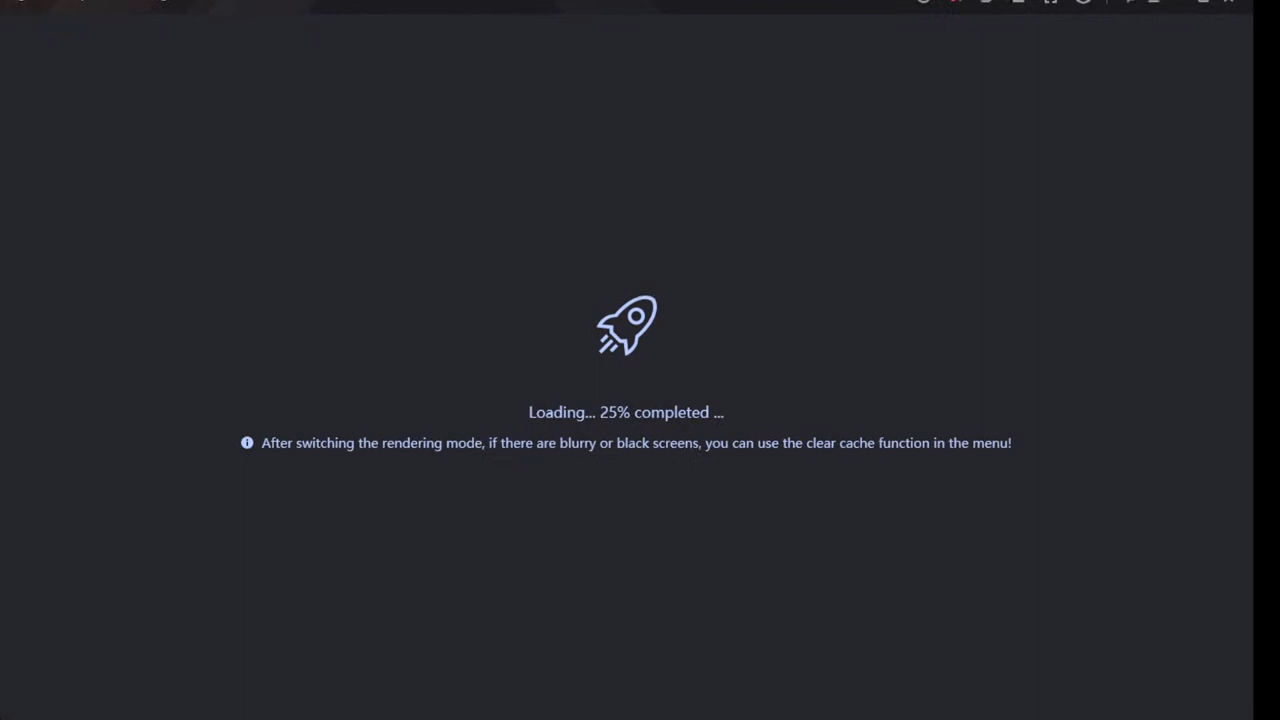 Loading... 25% completed ...
After switching the rendering mode, if there are blurry or black screens, you can use the clear cache function in the menu!